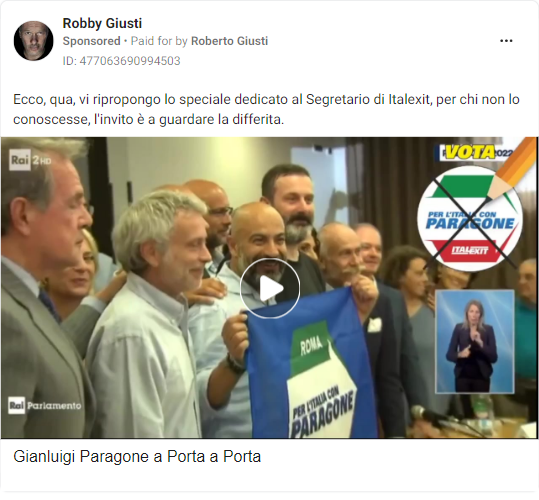 Robby Giusti
Sponsored • Paid for by Roberto Giusti
ID: 477063690994503
Ecco, qua, vi ripropongo lo speciale dedicato al Segretario di Italexit, per chi non lo
conoscesse, l'invito è a guardare la differita.
Rai 2 HD
VOTA 2022
PER L'ITALIA CON
PARAGONE
ITALEXIT
ROMA
PER L'ITALIA CON
PARAGONE
Rai Parlamento
Gianluigi Paragone a Porta a Porta